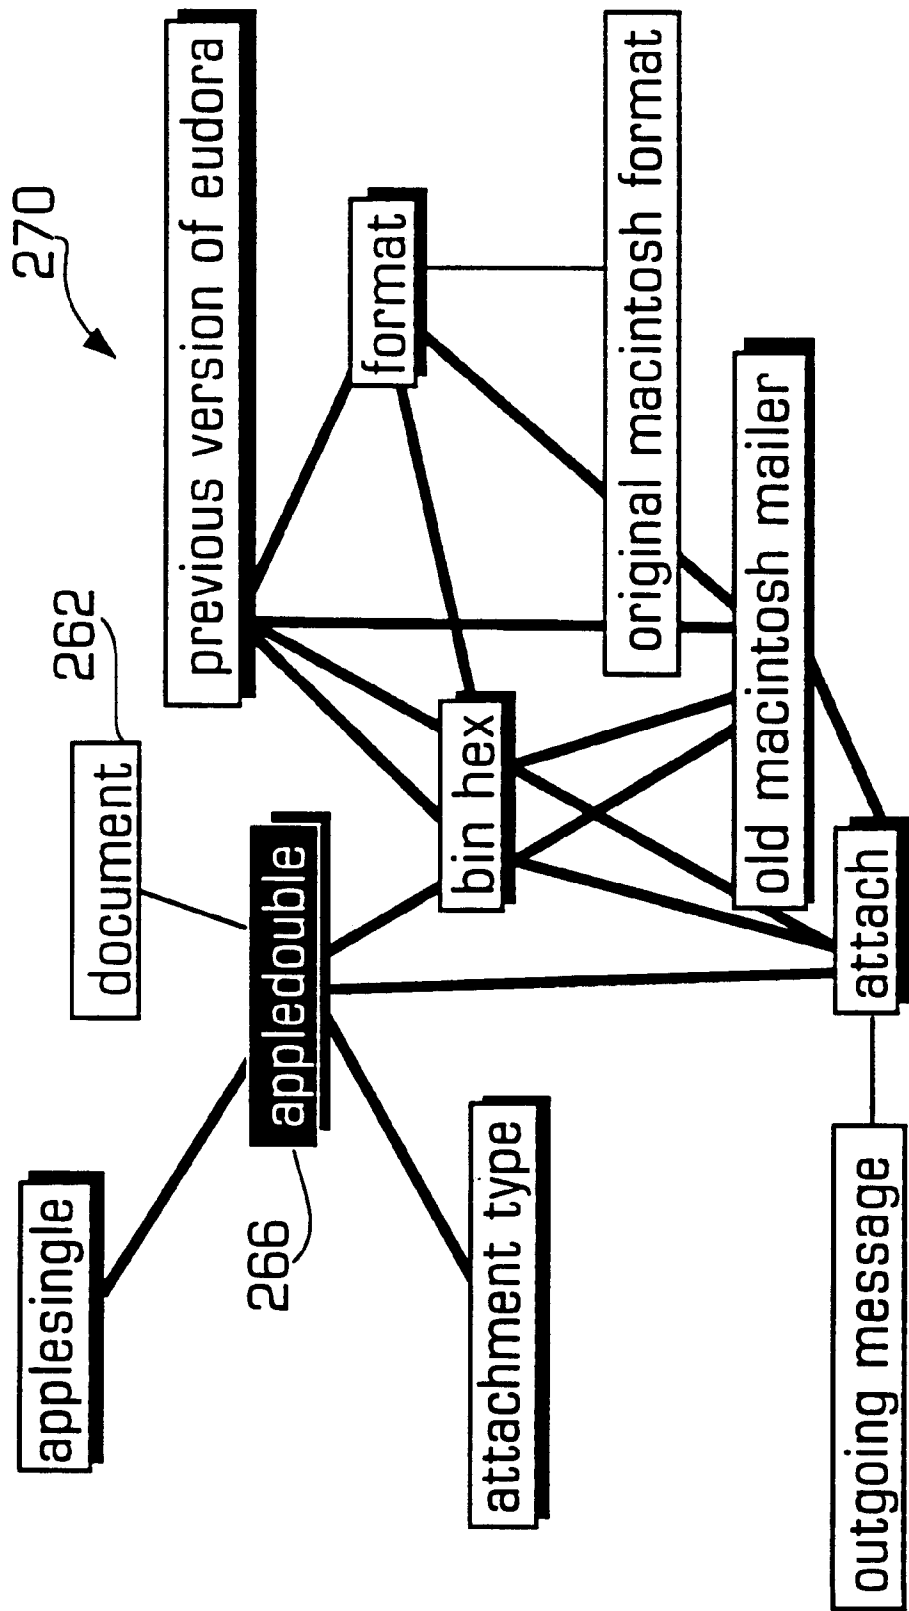 270
previous version of eudora
format
original macintosh format
262
document
bin hex
old macintosh mailer
appledouble
attach
applesingle
266
attachment type
outgoing message